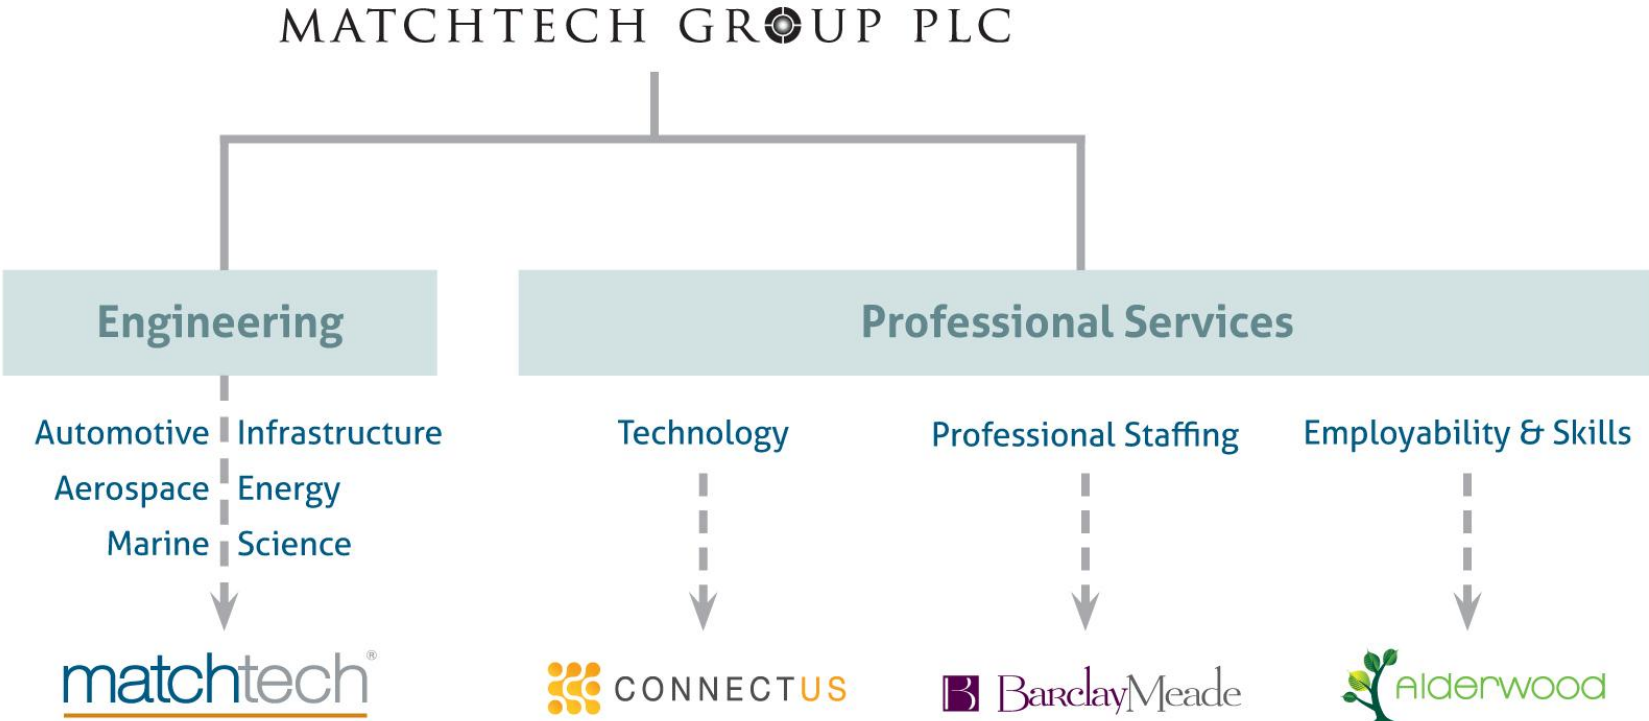 MATCHTECH GROUP PLC
Engineering
Professional Services
Automotive Infrastructure
Aerospace Energy
Marine Science
Technology
Professional Staffing
Employability & Skills
matchtech®
CONNECTUS
B BarclayMeade
Alderwood